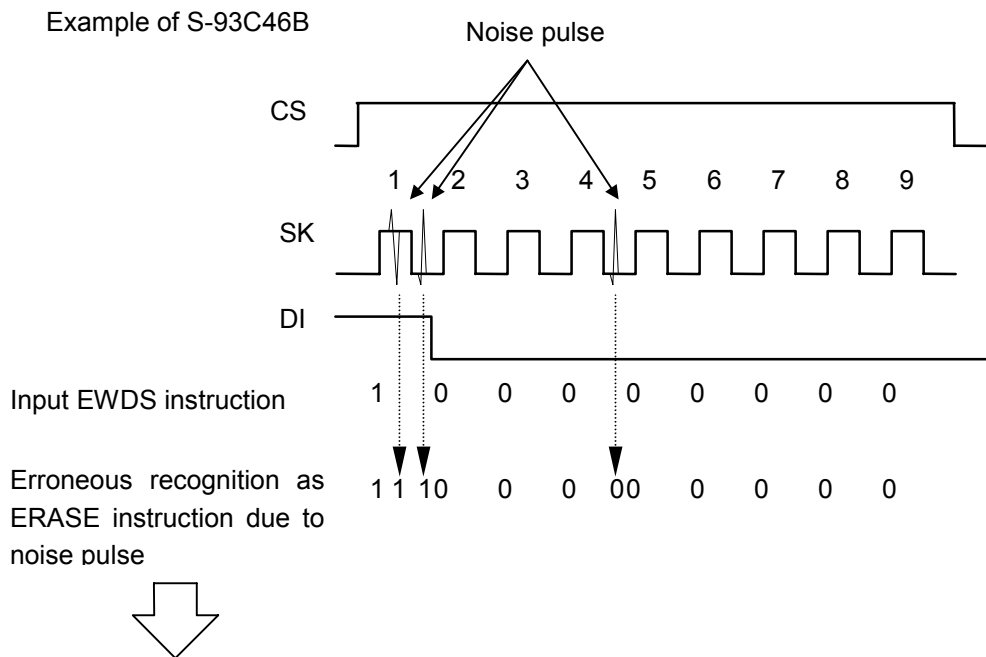 Example of S-93C46B
Noise pulse
CS
1 2 3 4 5 6 7 8 9
SK
DI
Input EWDS instruction 1 0 0 0 0 0 0 0 0
Erroneous recognition as
ERASE instruction due to
noise pulse
1 1 10 0 0 00 0 0 0 0